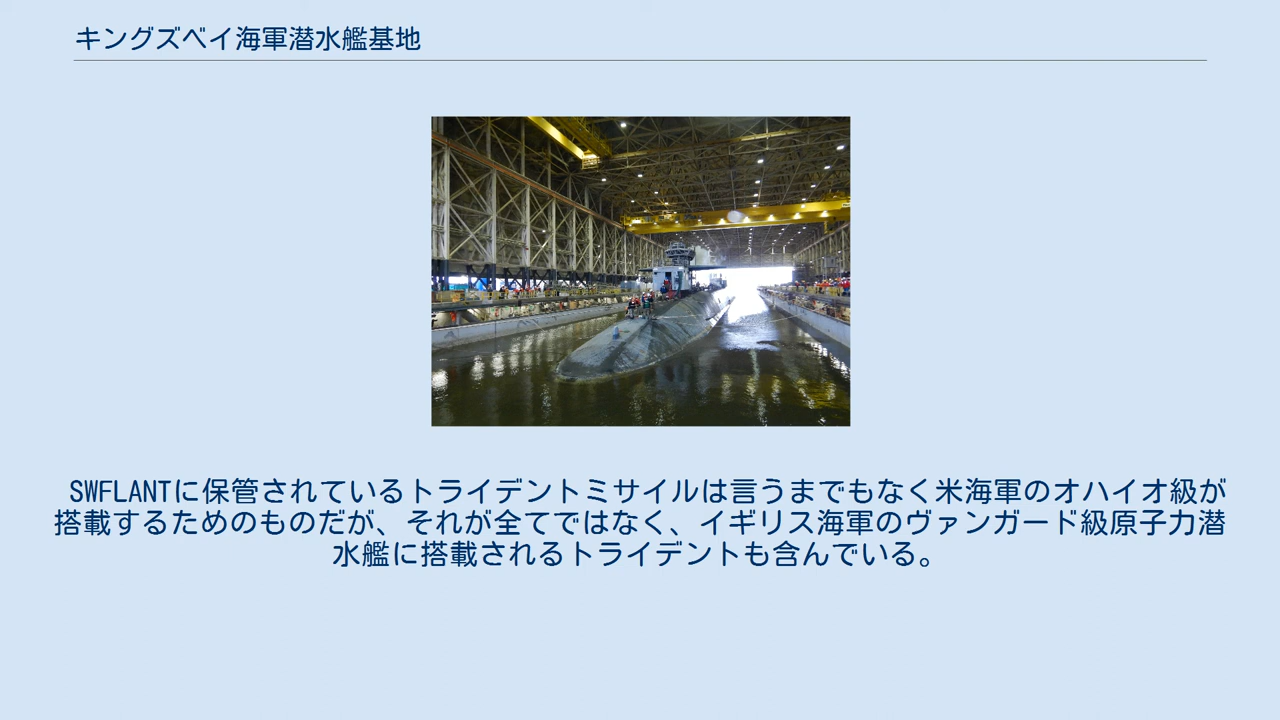 キングズベイ海軍潜水艦基地
SWFLANTに保管されているトライデントミサイルは言うまでもなく米海軍のオハイオ級が
搭載するためのものだが、それが全てではなく、イギリス海軍のヴァンガード級原子力潜
水艦に搭載されるトライデントも含んでいる。